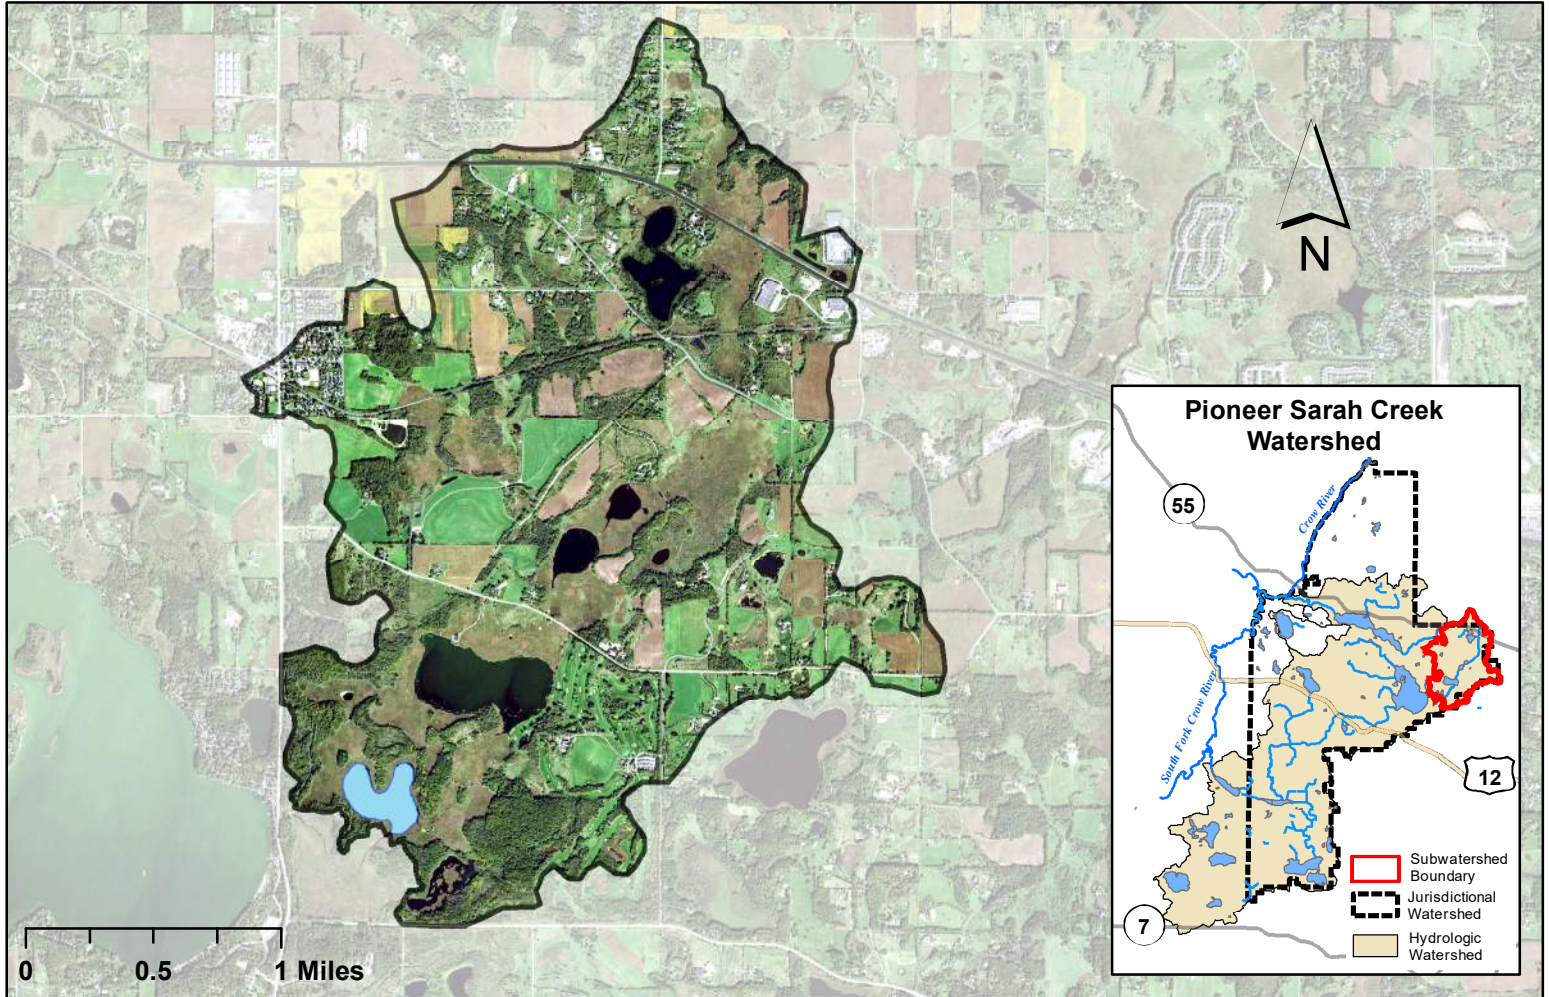 N
Pioneer Sarah Creek
Watershed
55
Crow River
South Fork Crow River
12
7
Subwatershed
Boundary
Jurisdictional
Watershed
Hydrologic
Watershed
0 0.5 1 Miles